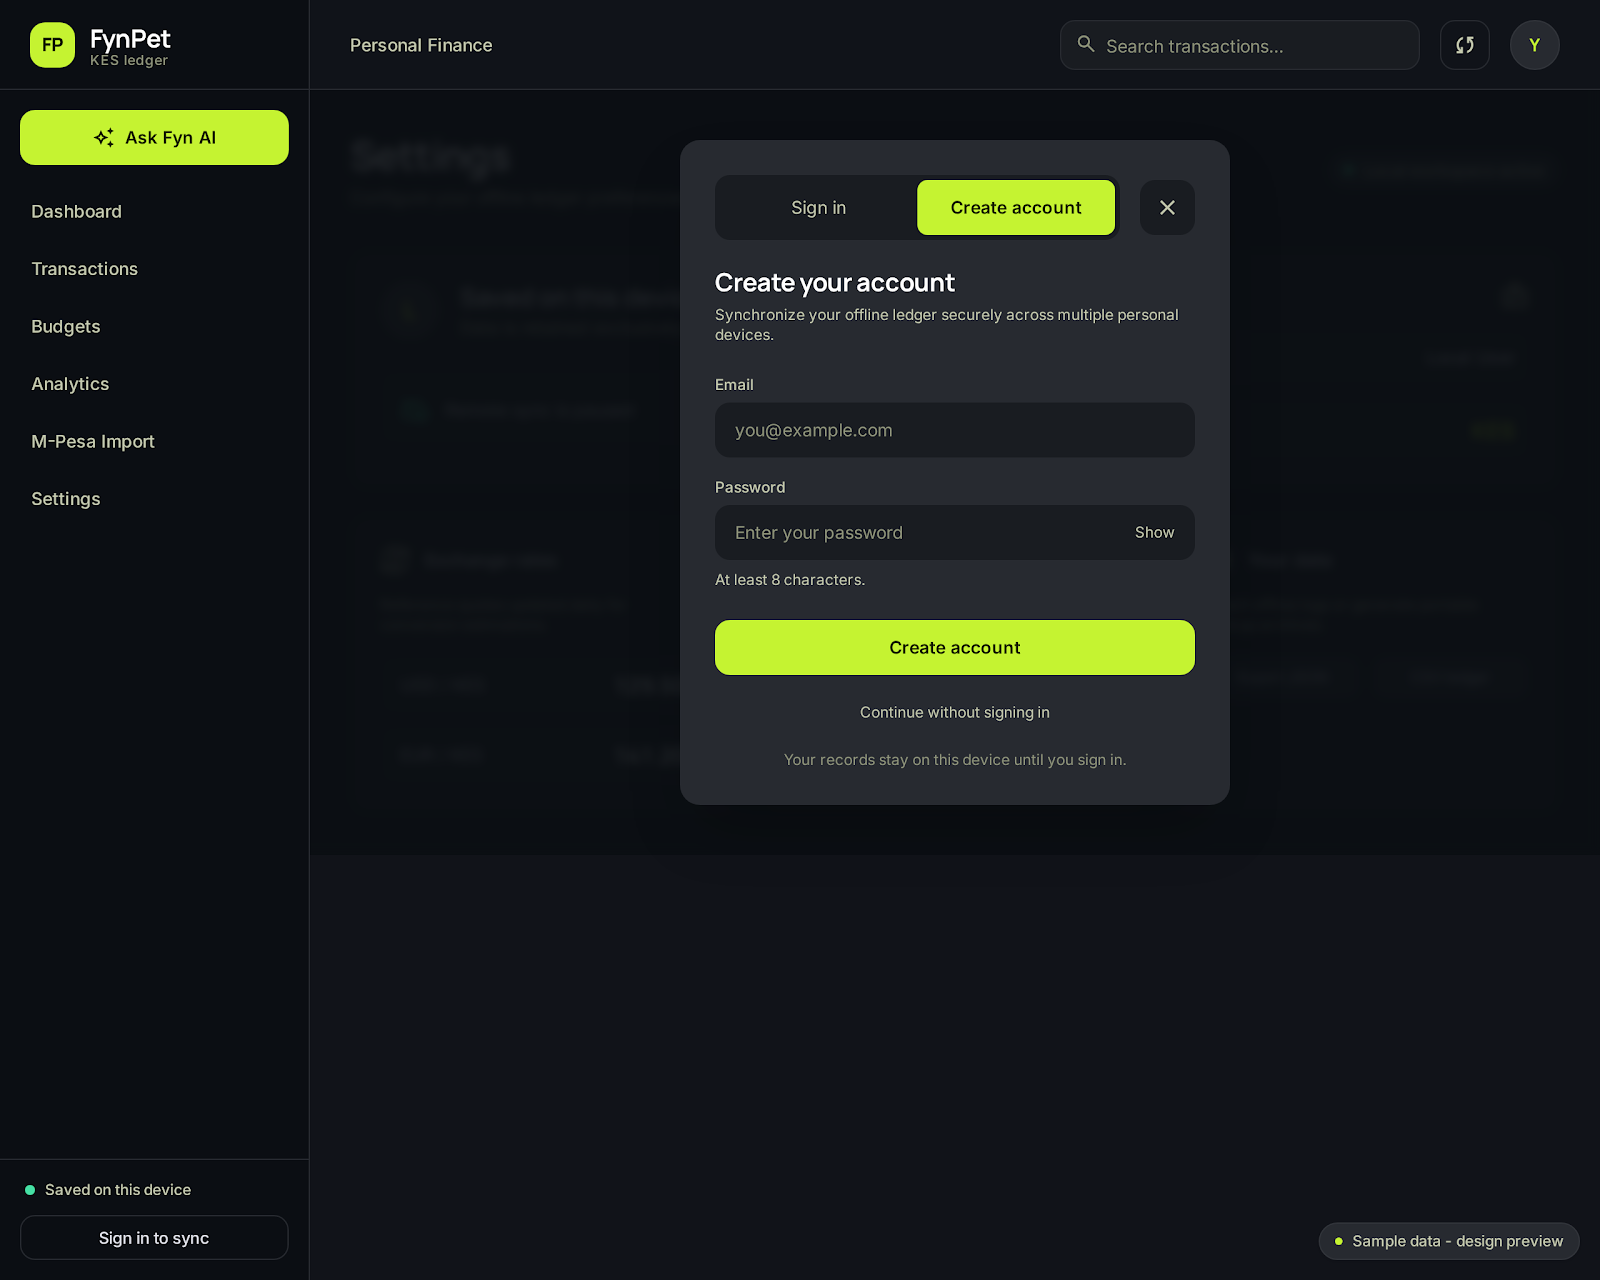 FP
FynPet
KES ledger
Personal Finance
Search transactions...
Y
Ask Fyn AI
Dashboard
Transactions
Budgets
Analytics
M-Pesa Import
Settings
Settings
Sign in
Create account
Create your account
Synchronize your offline ledger securely across multiple personal
devices.
Email
you@example.com
Password
Enter your password
Show
At least 8 characters.
Create account
Continue without signing in
Your records stay on this device until you sign in.
Saved on this device
Sign in to sync
Sample data - design preview